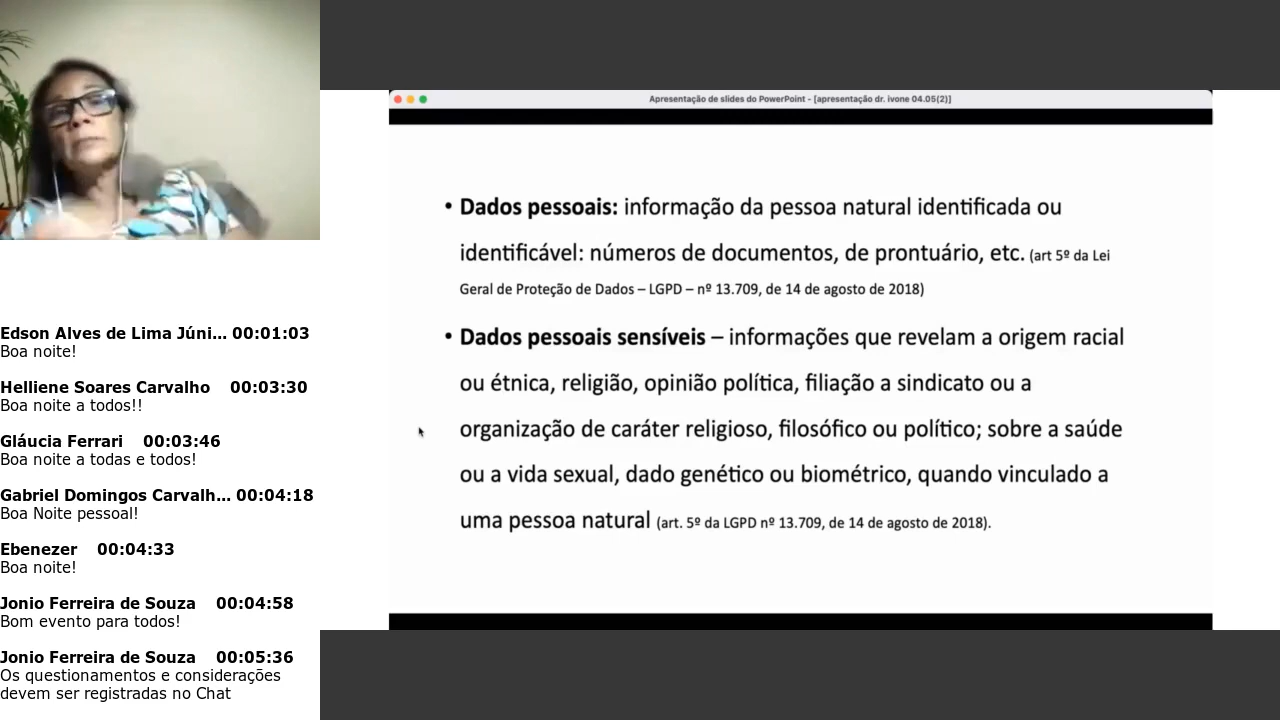 Apresentação de slides do PowerPoint - [apresentação dr. ivone 04.05(2)]
• Dados pessoais: informação da pessoa natural identificada ou
identificável: números de documentos, de prontuário, etc. (art 5º da Lei
Geral de Proteção de Dados – LGPD – nº 13.709, de 14 de agosto de 2018)
• Dados pessoais sensíveis – informações que revelam a origem racial
ou étnica, religião, opinião política, filiação a sindicato ou a
organização de caráter religioso, filosófico ou político; sobre a saúde
ou a vida sexual, dado genético ou biométrico, quando vinculado a
uma pessoa natural (art. 5º da LGPD nº 13.709, de 14 de agosto de 2018).
Edson Alves de Lima Júni... 00:01:03
Boa noite!
Helliene Soares Carvalho 00:03:30
Boa noite a todos!!
Gláucia Ferrari 00:03:46
Boa noite a todas e todos!
Gabriel Domingos Carvalh... 00:04:18
Boa Noite pessoal!
Ebenezer 00:04:33
Boa noite!
Jonio Ferreira de Souza 00:04:58
Bom evento para todos!
Jonio Ferreira de Souza 00:05:36
Os questionamentos e considerações
devem ser registradas no Chat